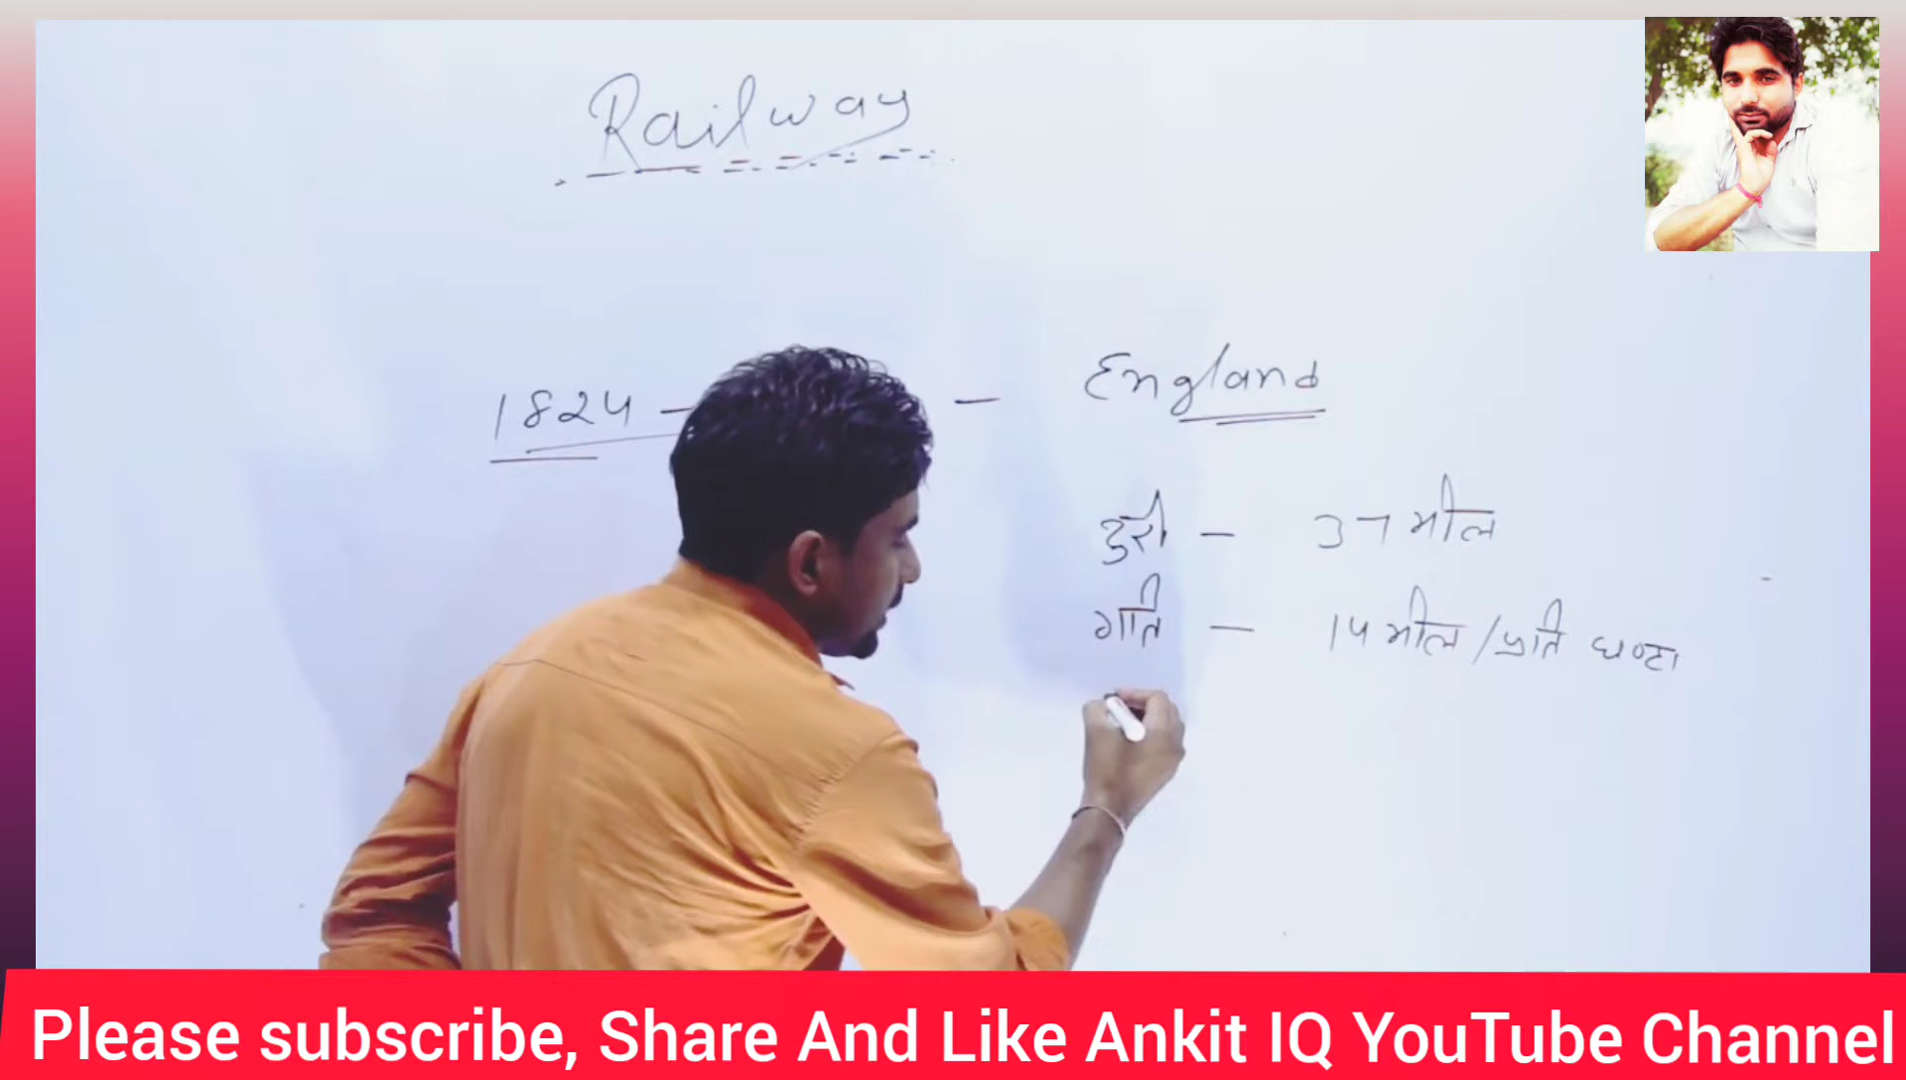 Railway
1824 - - England
दुरी - 37 मील
गति - 14 मील / प्रति घण्टा
Please subscribe, Share And Like Ankit IQ YouTube Channel